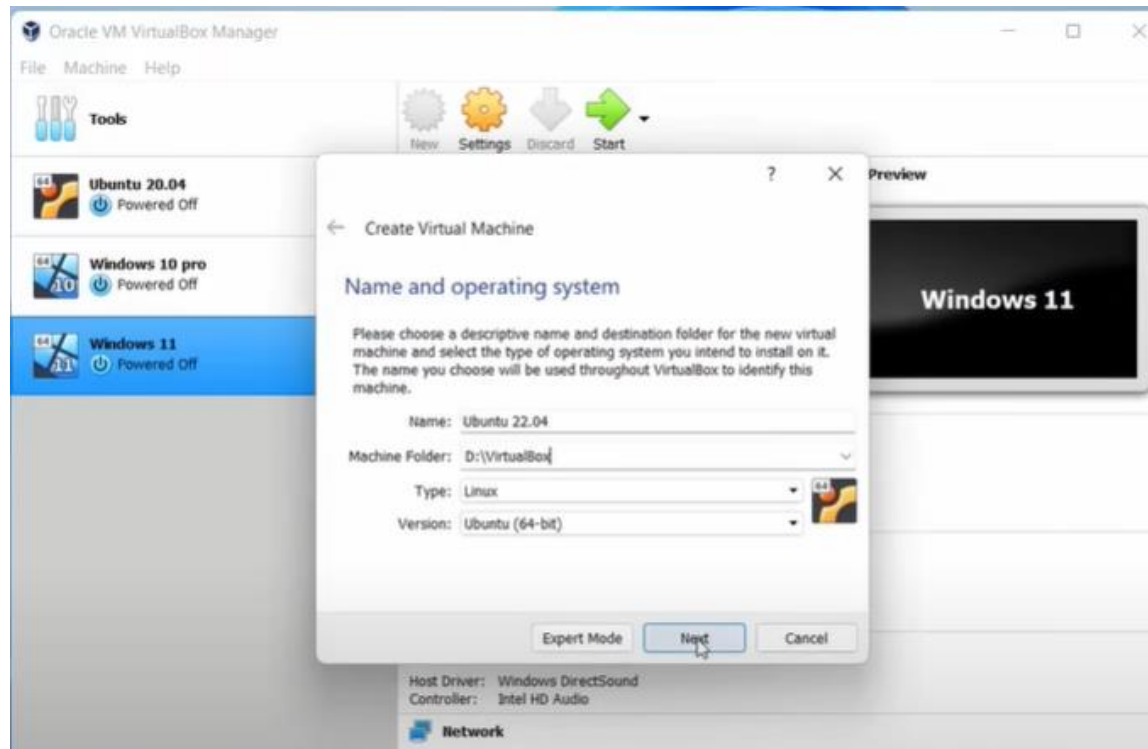 Oracle VM VirtualBox Manager
File Machine Help
Tools
New Settings Discard Start
Ubuntu 20.04
Powered Off
Windows 10 pro
Powered Off
Windows 11
Powered Off
Preview
Windows 11
?
Create Virtual Machine
Name and operating system
Please choose a descriptive name and destination folder for the new virtual
machine and select the type of operating system you intend to install on it.
The name you choose will be used throughout VirtualBox to identify this
machine.
Name: Ubuntu 22.04
Machine Folder: D:\VirtualBox
Type: Linux
64
Version: Ubuntu (64-bit)
Expert Mode Next Cancel
Host Driver: Windows DirectSound
Controller: Intel HD Audio
Network